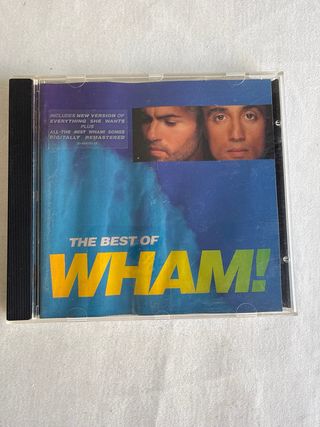 INCLUDES NEW VERSION OF
EVERYTHING SHE WANTS
PLUS
ALL THE BEST WHAM! SONGS
DIGITALLY REMASTERED
THE BEST OF
WHAM!